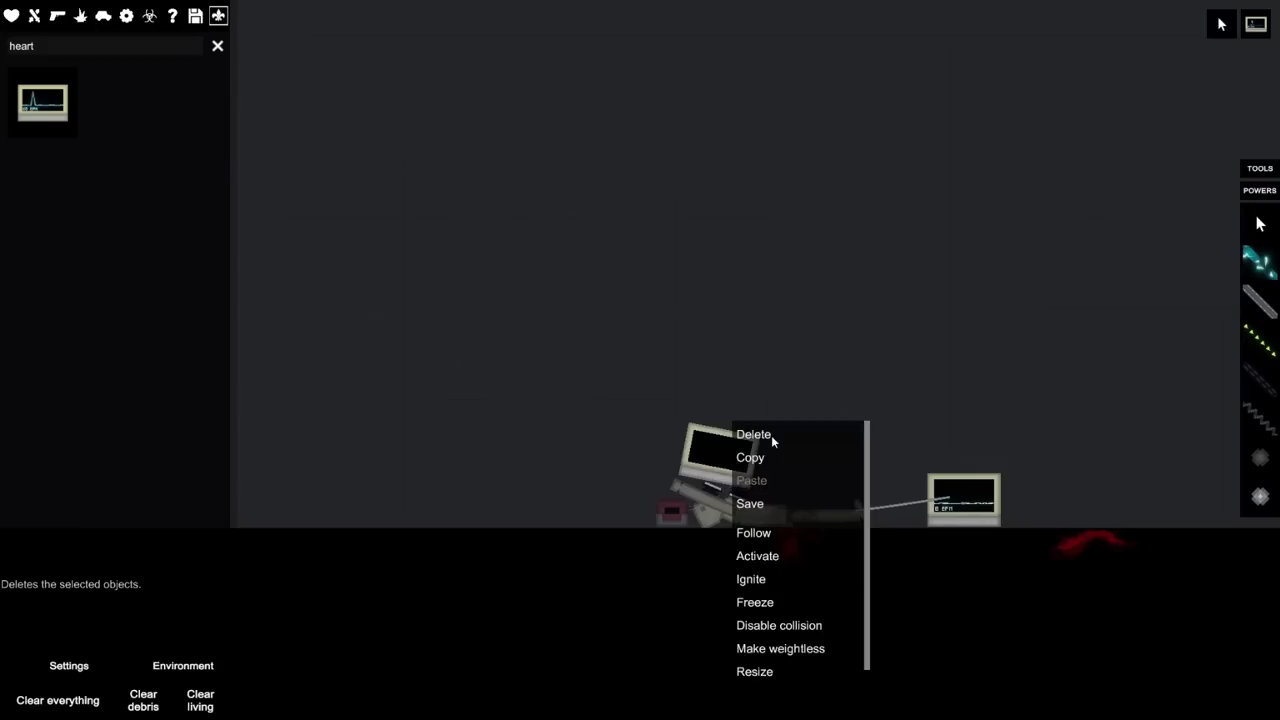 heart
TOOLS
POWERS
Delete
Copy
Paste
Save
Follow
Activate
Ignite
Freeze
Disable collision
Make weightless
Resize
Deletes the selected objects.
Settings
Environment
Clear everything
Clear
debris
Clear
living